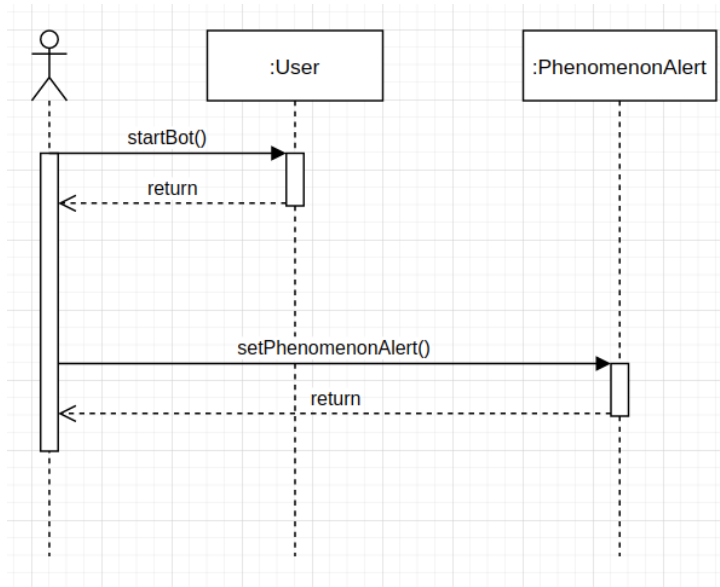 :User
:PhenomenonAlert
startBot()
return
setPhenomenonAlert()
return